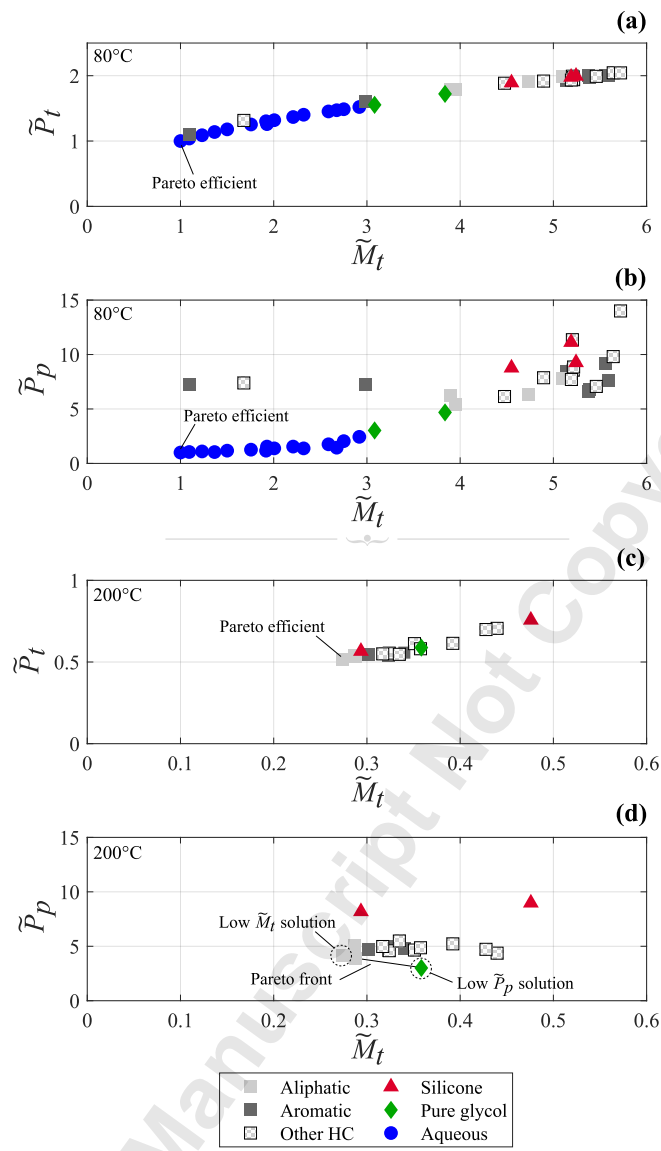 (a)
80°C
2
1
0
P̃t
Pareto efficient
0 1 2 3 4 5 6
M̃t
(b)
80°C
15
10
5
0
P̃p
Pareto efficient
0 1 2 3 4 5 6
M̃t
(c)
200°C
1
0.5
0
P̃t
Pareto efficient
0 0.1 0.2 0.3 0.4 0.5 0.6
M̃t
(d)
200°C
15
10
5
0
P̃p
Low M̃t solution
Pareto front
Low P̃p solution
0 0.1 0.2 0.3 0.4 0.5 0.6
M̃t
Aliphatic Silicone
Aromatic Pure glycol
Other HC Aqueous
Manuscript Not Copye